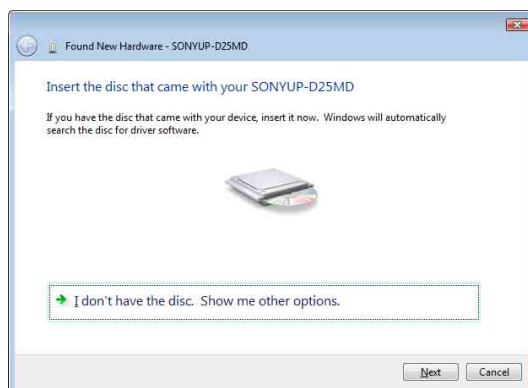 Found New Hardware - SONYUP-D25MD
Insert the disc that came with your SONYUP-D25MD
If you have the disc that came with your device, insert it now.  Windows will automatically
search the disc for driver software.
I don't have the disc.  Show me other options.
Next
Cancel